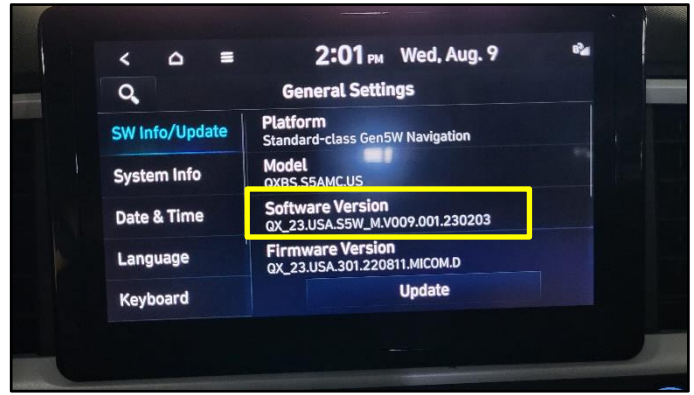 2:01 PM Wed, Aug. 9
General Settings
SW Info/Update
System Info
Date & Time
Language
Keyboard
Platform
Standard-class Gen5W Navigation
Model
QXBS.S5AMC.US
Software Version
QX_23.USA.S5W_M.V009.001.230203
Firmware Version
QX_23.USA.301.220811.MICOM.D
Update